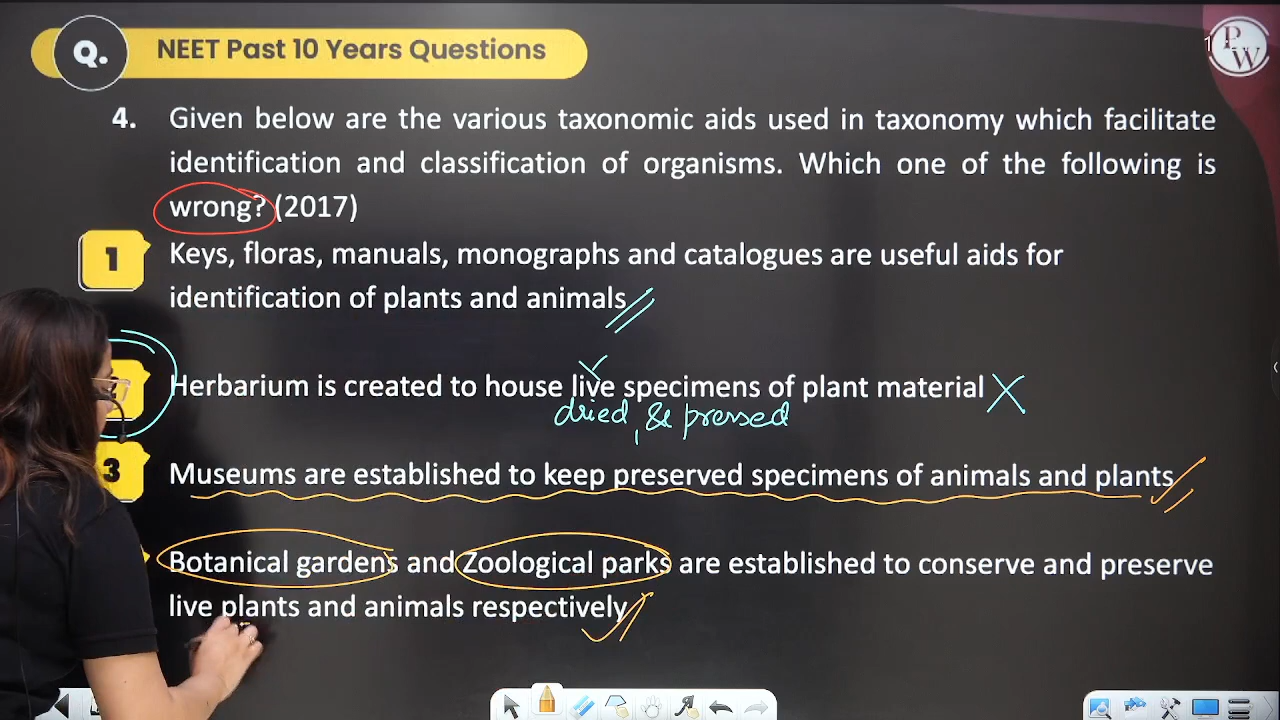 Q.
NEET Past 10 Years Questions
PW
4. Given below are the various taxonomic aids used in taxonomy which facilitate
identification and classification of organisms. Which one of the following is
wrong? (2017)
1 Keys, floras, manuals, monographs and catalogues are useful aids for
identification of plants and animals
Herbarium is created to house live specimens of plant material
dried, & pressed
3 Museums are established to keep preserved specimens of animals and plants
Botanical gardens and Zoological parks are established to conserve and preserve
live plants and animals respectively